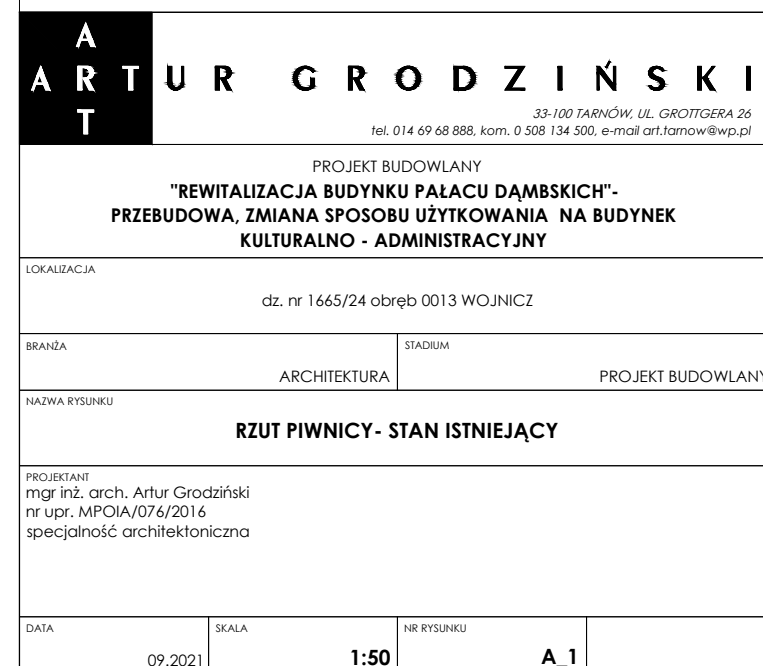 A
ARTUR GRODZIŃSKI
T
33-100 TARNÓW, UL. GROTTGERA 26
tel. 014 69 68 888, kom. 0 508 134 500, e-mail art.tarnow@wp.pl
PROJEKT BUDOWLANY
"REWITALIZACJA BUDYNKU PAŁACU DĄMBSKICH"-
PRZEBUDOWA, ZMIANA SPOSOBU UŻYTKOWANIA NA BUDYNEK
KULTURALNO - ADMINISTRACYJNY
LOKALIZACJA
dz. nr 1665/24 obręb 0013 WOJNICZ
BRANŻA
ARCHITEKTURA
STADIUM
PROJEKT BUDOWLANY
NAZWA RYSUNKU
RZUT PIWNICY- STAN ISTNIEJĄCY
PROJEKTANT
mgr inż. arch. Artur Grodziński
nr upr. MPOIA/076/2016
specjalność architektoniczna
DATA
09.2021
SKALA
1:50
NR RYSUNKU
A_1